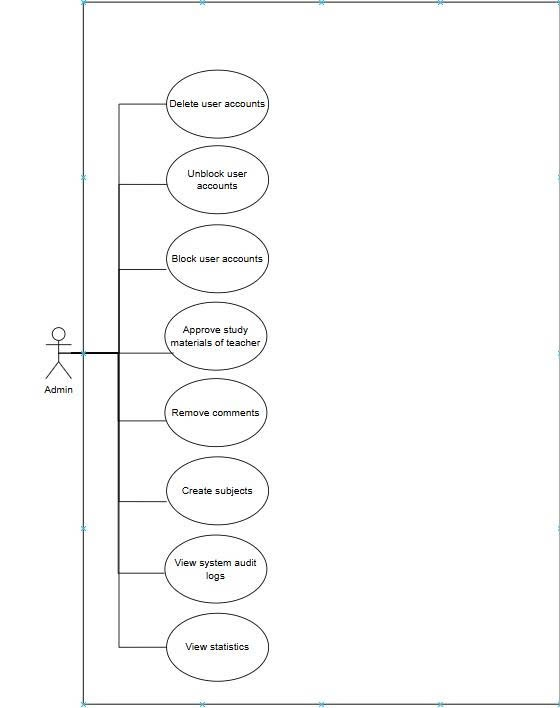 Delete user accounts
Unblock user
accounts
Block user accounts
Approve study
materials of teacher
Admin
Remove comments
Create subjects
View system audit
logs
View statistics